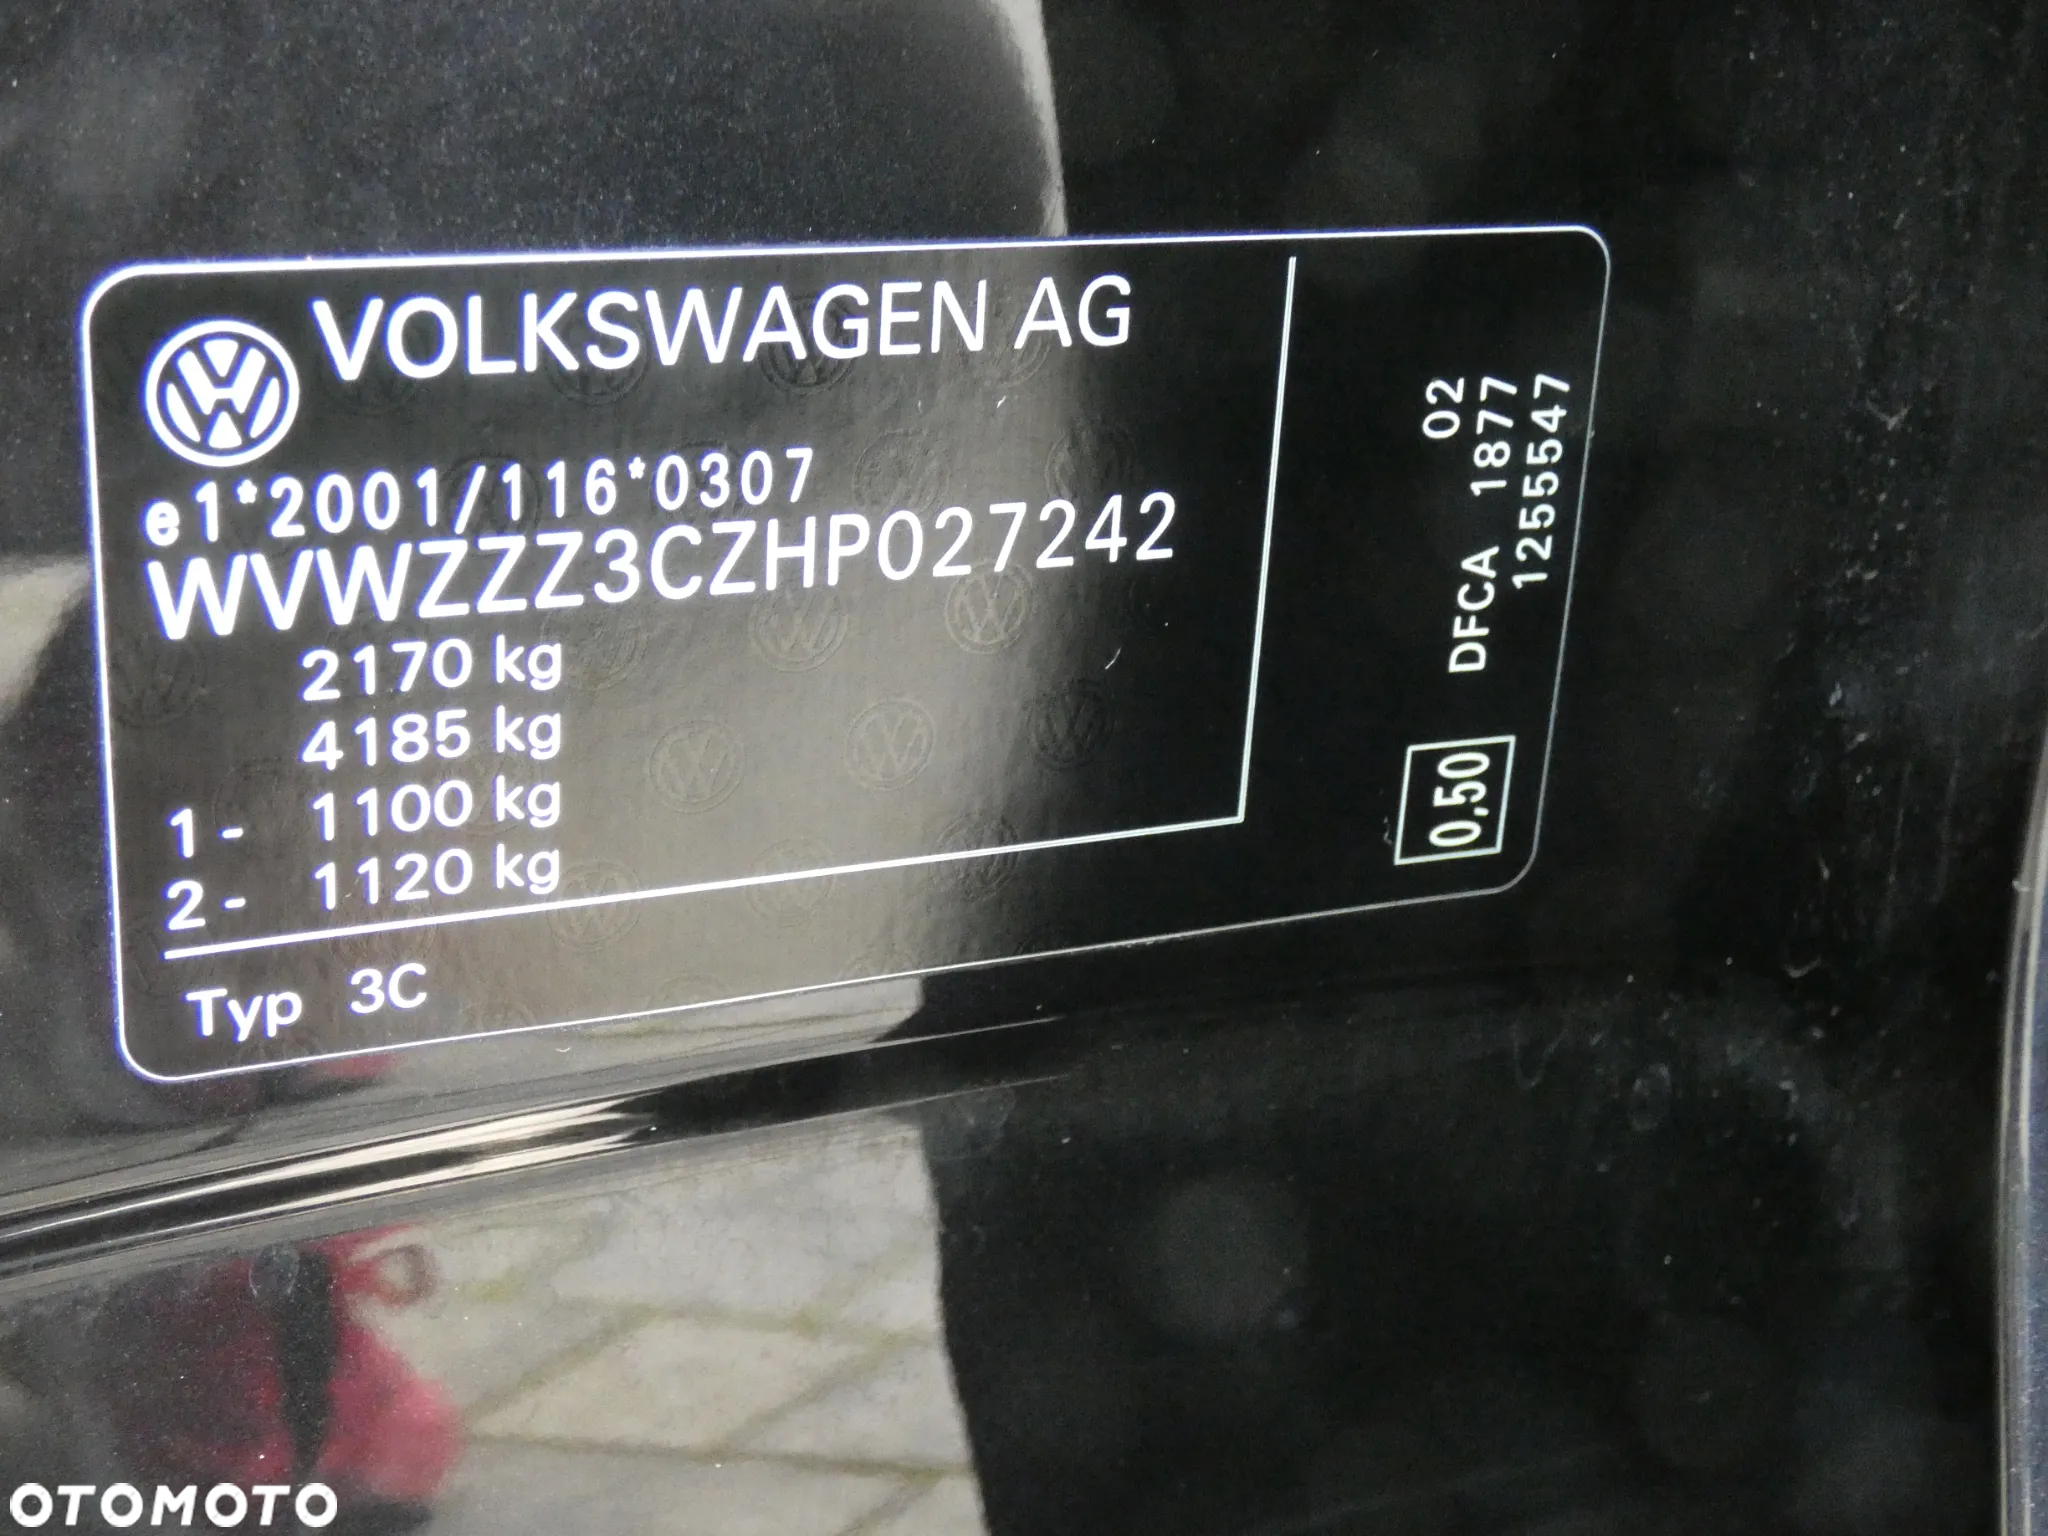 VOLKSWAGEN AG
e1*2001/116*0307
WVWZZZ3CZHP027242
2170 kg
4185 kg
1- 1100 kg
2- 1120 kg
Typ 3C
02
DFCA 1877
1255547
0,50
OTOMOTO